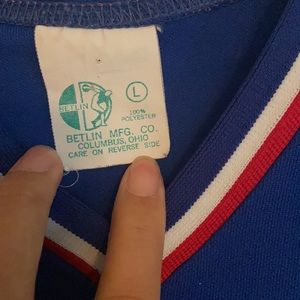 BETLIN
L
100%
POLYESTER
BETLIN MFG. CO.
COLUMBUS, OHIO
CARE ON REVERSE SIDE